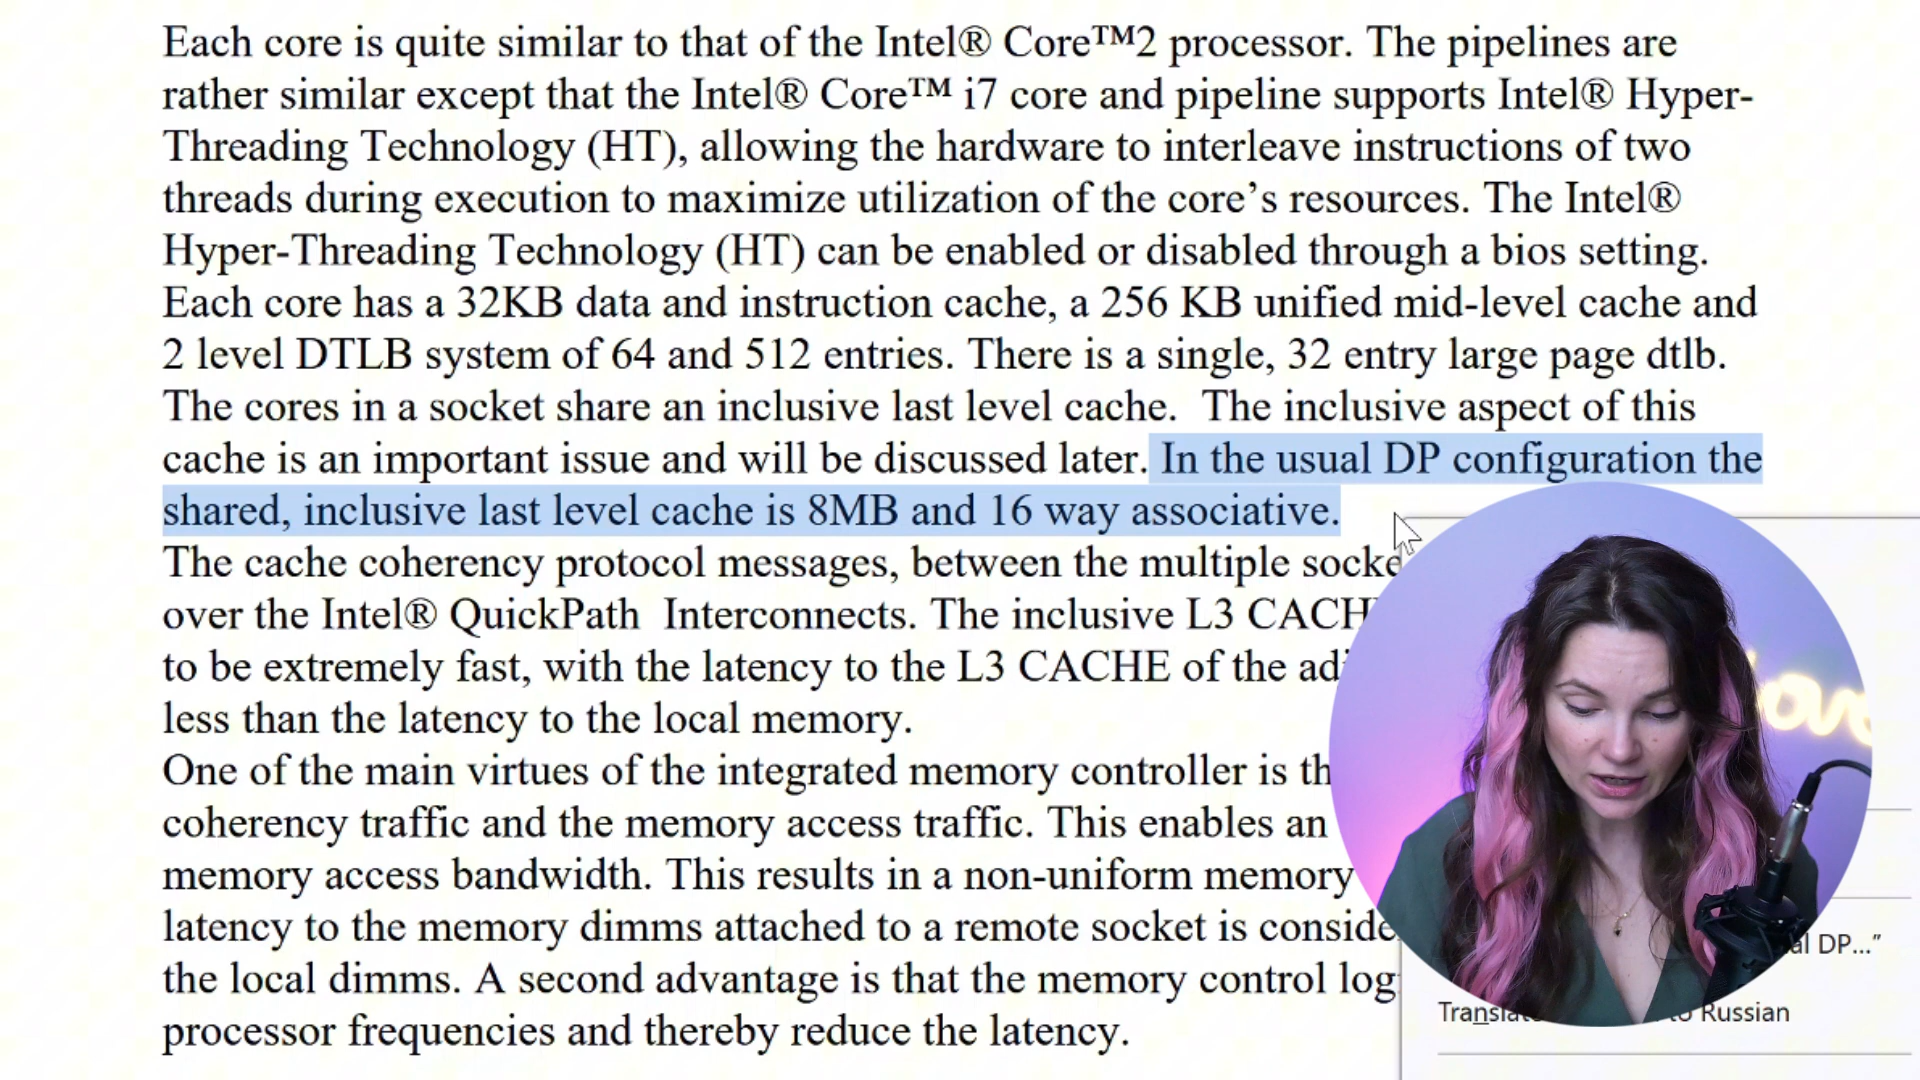 Each core is quite similar to that of the Intel® Core™2 processor. The pipelines are
rather similar except that the Intel® Core™ i7 core and pipeline supports Intel® Hyper-
Threading Technology (HT), allowing the hardware to interleave instructions of two
threads during execution to maximize utilization of the core’s resources. The Intel®
Hyper-Threading Technology (HT) can be enabled or disabled through a bios setting.
Each core has a 32KB data and instruction cache, a 256 KB unified mid-level cache and
2 level DTLB system of 64 and 512 entries. There is a single, 32 entry large page dtlb.
The cores in a socket share an inclusive last level cache.  The inclusive aspect of this
cache is an important issue and will be discussed later. In the usual DP configuration the
shared, inclusive last level cache is 8MB and 16 way associative.
The cache coherency protocol messages, between the multiple
over the Intel® QuickPath  Interconnects. The inclusive L3
to be extremely fast, with the latency to the L3 CACHE of the
less than the latency to the local memory.
One of the main virtues of the integrated memory controller is
coherency traffic and the memory access traffic. This enables an
memory access bandwidth. This results in a non-uniform memory
latency to the memory dimms attached to a remote socket is
the local dimms. A second advantage is that the memory control
processor frequencies and thereby reduce the latency.
DP…”
to Russian